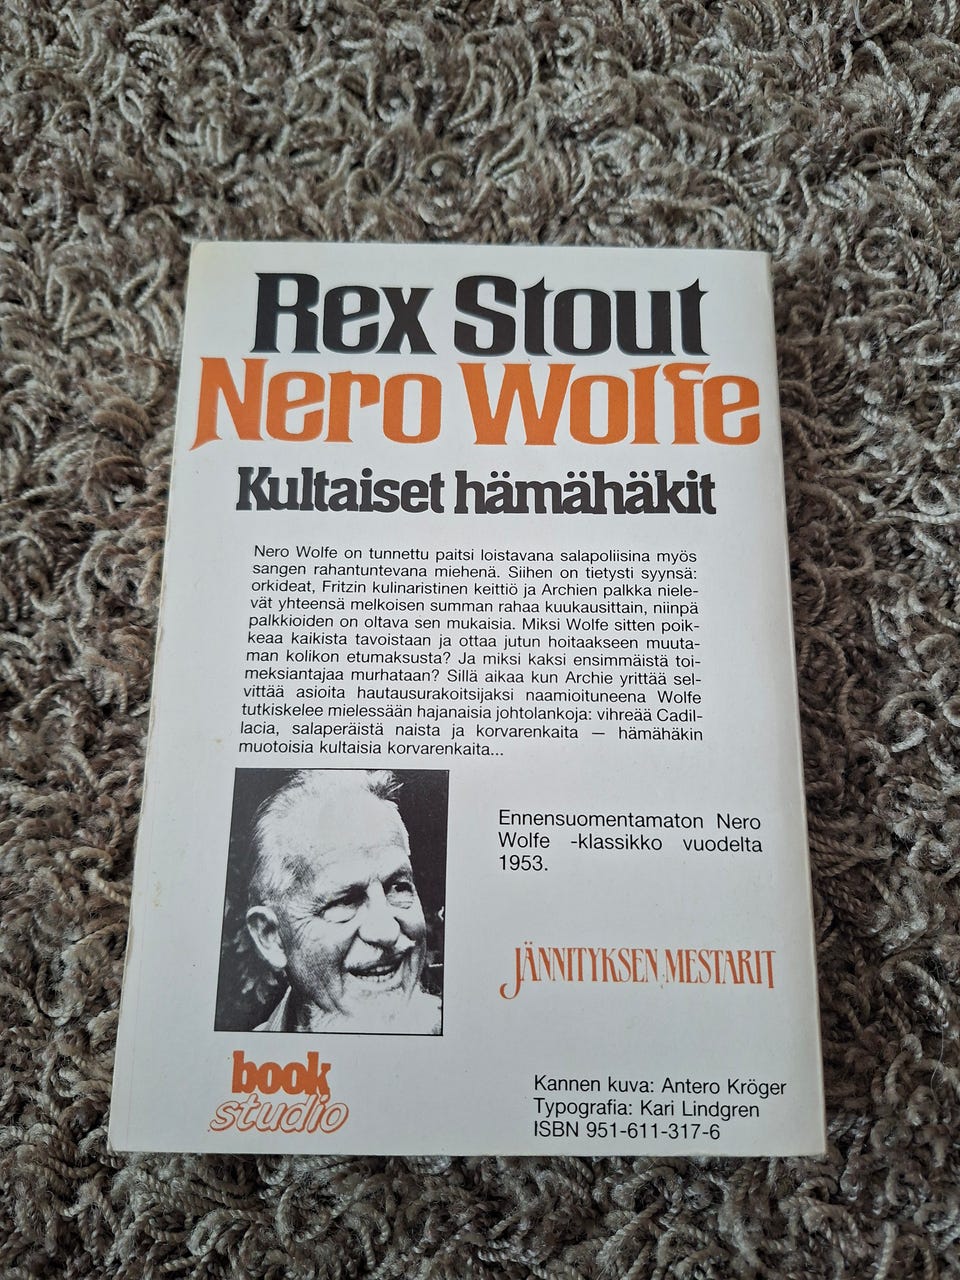 Rex Stout
Nero Wolfe
Kultaiset hämähäkit
Nero Wolfe on tunnettu paitsi loistavana salapoliisina myös
sangen rahantuntevana miehenä. Siihen on tietysti syynsä:
orkideat, Fritzin kulinaristinen keittiö ja Archien palkka niele-
vät yhteensä melkoisen summan rahaa kuukausittain, niinpä
palkkioiden on oltava sen mukaisia. Miksi Wolfe sitten poik-
keaa kaikista tavoistaan ja ottaa jutun hoitaakseen muuta-
man kolikon etumaksusta? Ja miksi kaksi ensimmäistä toi-
meksiantajaa murhataan? Sillä aikaa kun Archie yrittää sel-
vittää asioita hautausurakoitsijaksi naamioituneena Wolfe
tutkiskelee mielessään hajanaisia johtolankoja: vihreää Cadil-
lacia, salaperäistä naista ja korvarenkaita — hämähäkin
muotoisia kultaisia korvarenkaita...
Ennensuomentamaton Nero
Wolfe -klassikko vuodelta
1953.
JÄNNITYKSEN MESTARIT
book
studio
Kannen kuva: Antero Kröger
Typografia: Kari Lindgren
ISBN 951-611-317-6